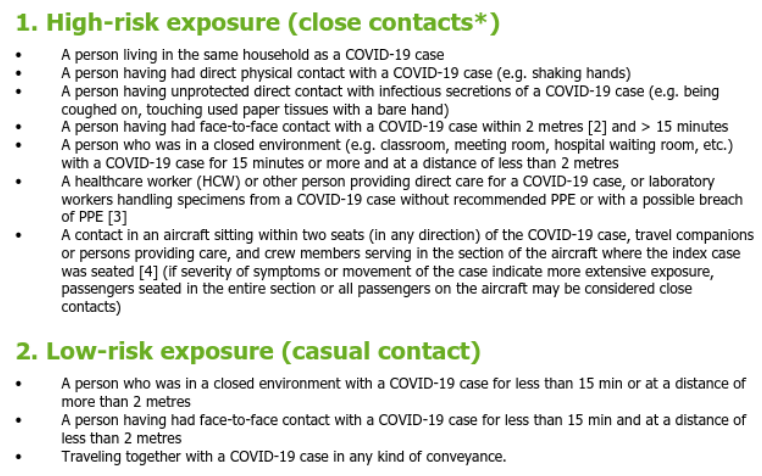 1. High-risk exposure (close contacts*)
• A person living in the same household as a COVID-19 case
• A person having had direct physical contact with a COVID-19 case (e.g. shaking hands)
• A person having unprotected direct contact with infectious secretions of a COVID-19 case (e.g. being
coughed on, touching used paper tissues with a bare hand)
• A person having had face-to-face contact with a COVID-19 case within 2 metres [2] and > 15 minutes
• A person who was in a closed environment (e.g. classroom, meeting room, hospital waiting room, etc.)
with a COVID-19 case for 15 minutes or more and at a distance of less than 2 metres
• A healthcare worker (HCW) or other person providing direct care for a COVID-19 case, or laboratory
workers handling specimens from a COVID-19 case without recommended PPE or with a possible breach
of PPE [3]
• A contact in an aircraft sitting within two seats (in any direction) of the COVID-19 case, travel companions
or persons providing care, and crew members serving in the section of the aircraft where the index case
was seated [4] (if severity of symptoms or movement of the case indicate more extensive exposure,
passengers seated in the entire section or all passengers on the aircraft may be considered close
contacts)
2. Low-risk exposure (casual contact)
• A person who was in a closed environment with a COVID-19 case for less than 15 min or at a distance of
more than 2 metres
• A person having had face-to-face contact with a COVID-19 case for less than 15 min and at a distance of
less than 2 metres
• Traveling together with a COVID-19 case in any kind of conveyance.